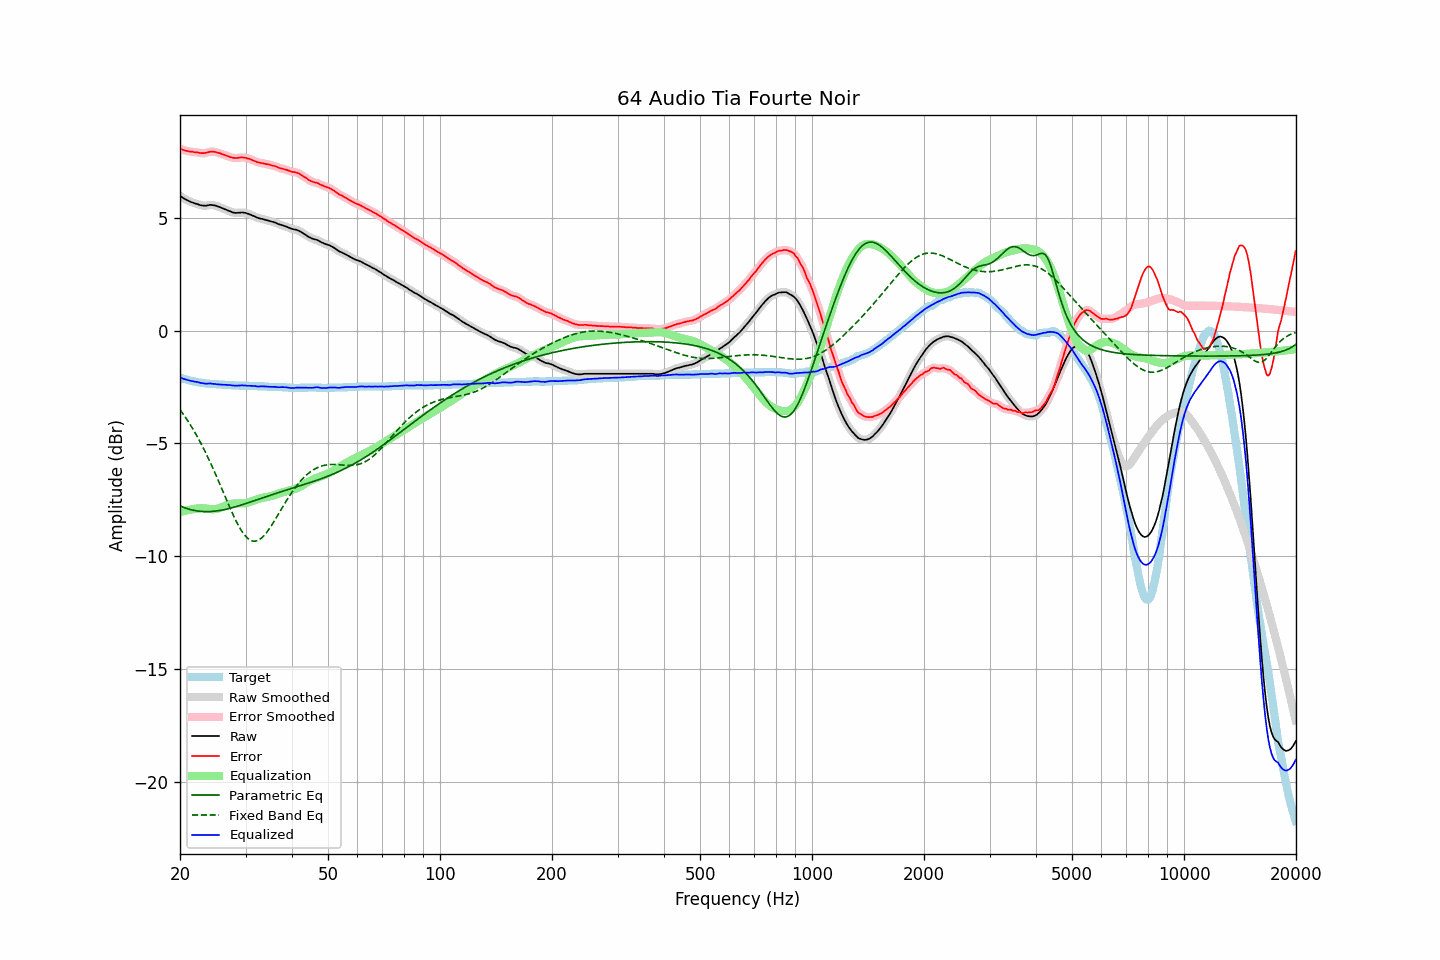 64 Audio Tia Fourte Noir
Amplitude (dBr)
5
0
−5
−10
−15
−20
Target
Raw Smoothed
Error Smoothed
Raw
Error
Equalization
Parametric Eq
Fixed Band Eq
Equalized
20 50 100 200 500 1000 2000 5000 10000 20000
Frequency (Hz)